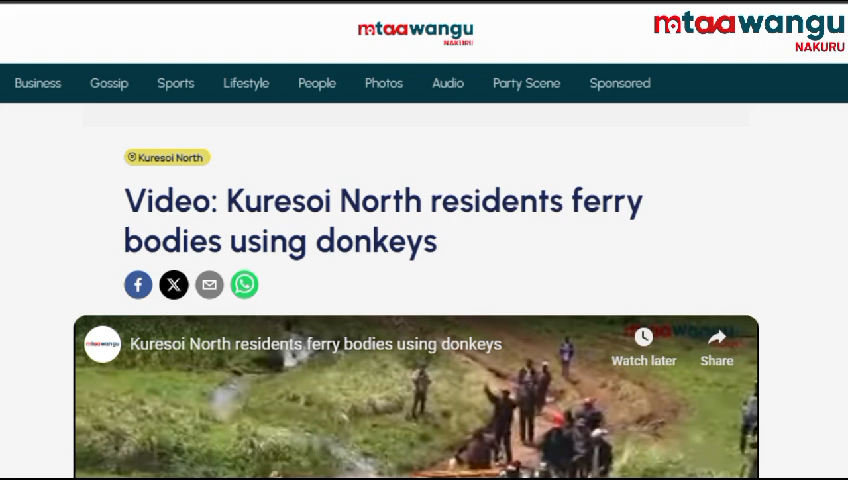 mtaawangu
NAKURU
mtaawangu
NAKURU
Business Gossip Sports Lifestyle People Photos Audio Party Scene Sponsored
Kuresoi North
Video: Kuresoi North residents ferry
bodies using donkeys
mtaawangu
Kuresoi North residents ferry bodies using donkeys
mtaawangu
Watch later Share